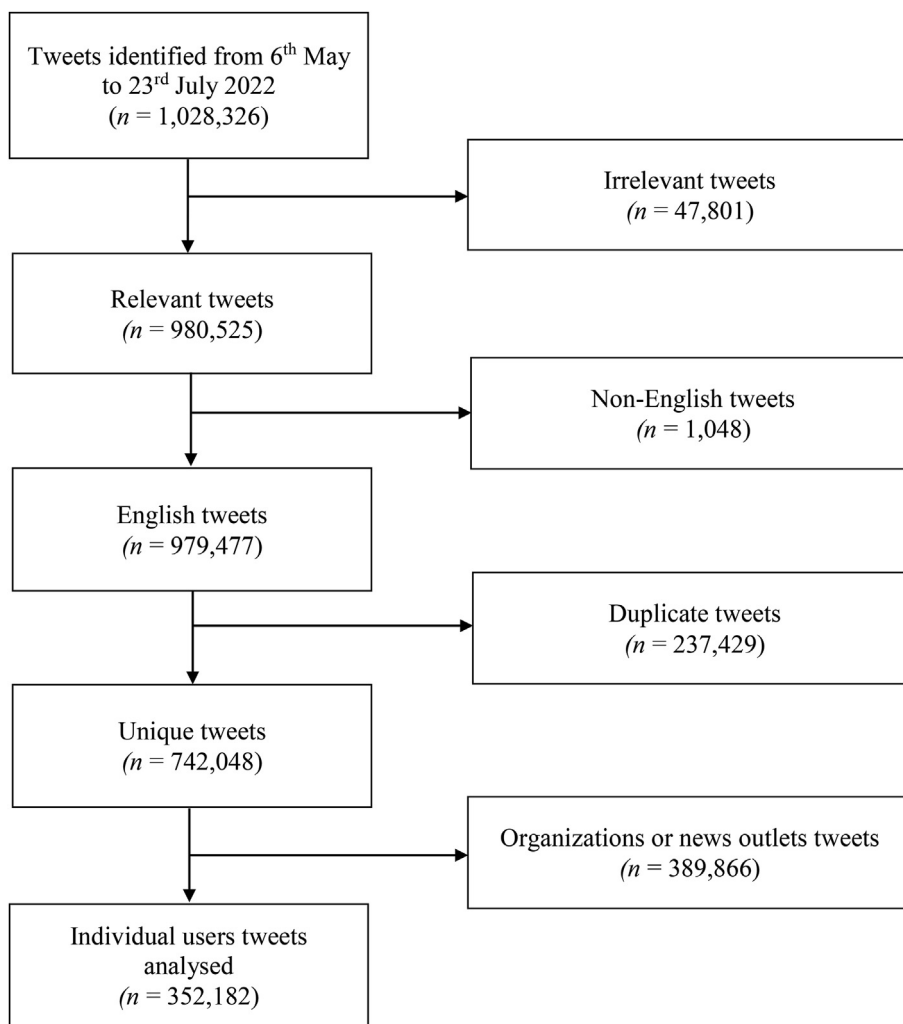 Tweets identified from 6th May
to 23rd July 2022
(n = 1,028,326)
Irrelevant tweets
(n = 47,801)
Relevant tweets
(n = 980,525)
Non-English tweets
(n = 1,048)
English tweets
(n = 979,477)
Duplicate tweets
(n = 237,429)
Unique tweets
(n = 742,048)
Organizations or news outlets tweets
(n = 389,866)
Individual users tweets
analysed
(n = 352,182)